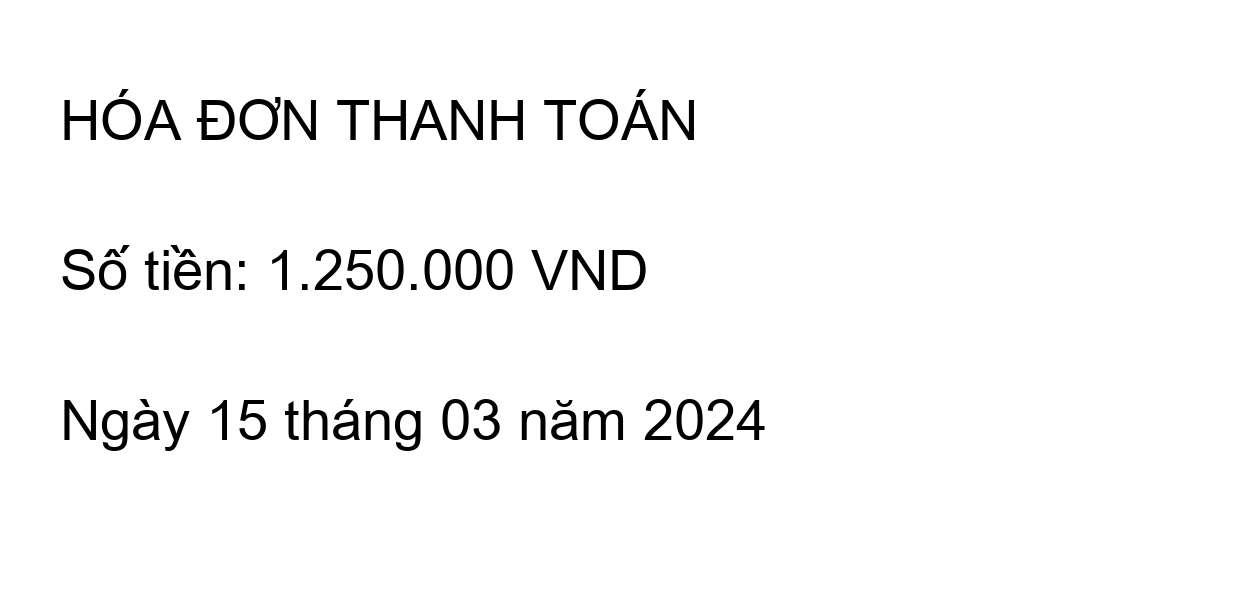 HÓA ĐƠN THANH TOÁN
Số tiền: 1.250.000 VND
Ngày 15 tháng 03 năm 2024